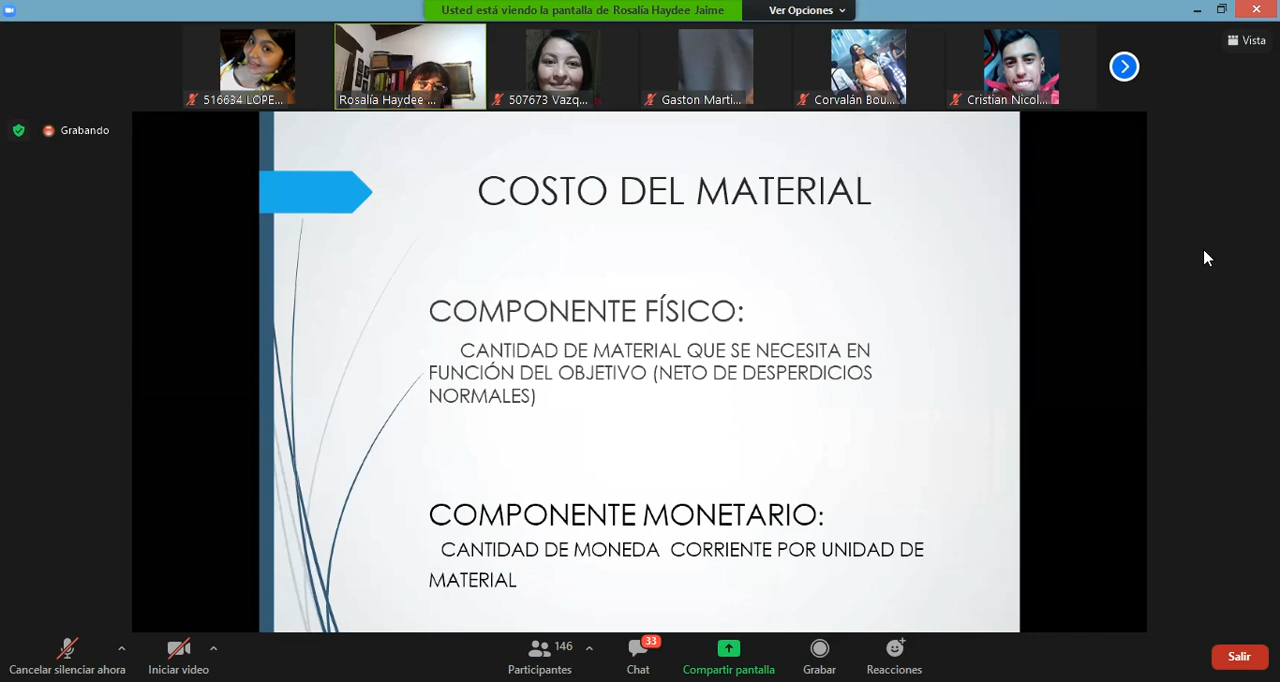 Usted está viendo la pantalla de Rosalía Haydee Jaime
Ver Opciones
Vista
516634 LOPE...
Rosalía Haydee ...
507673 Vazq...
Gaston Marti...
Corvalán Bou...
Cristian Nicol...
Grabando
COSTO DEL MATERIAL
COMPONENTE FÍSICO:
CANTIDAD DE MATERIAL QUE SE NECESITA EN
FUNCIÓN DEL OBJETIVO (NETO DE DESPERDICIOS
NORMALES)
COMPONENTE MONETARIO:
CANTIDAD DE MONEDA CORRIENTE POR UNIDAD DE
MATERIAL
Cancelar silenciar ahora
Iniciar video
Participantes
146
Chat
33
Compartir pantalla
Grabar
Reacciones
Salir